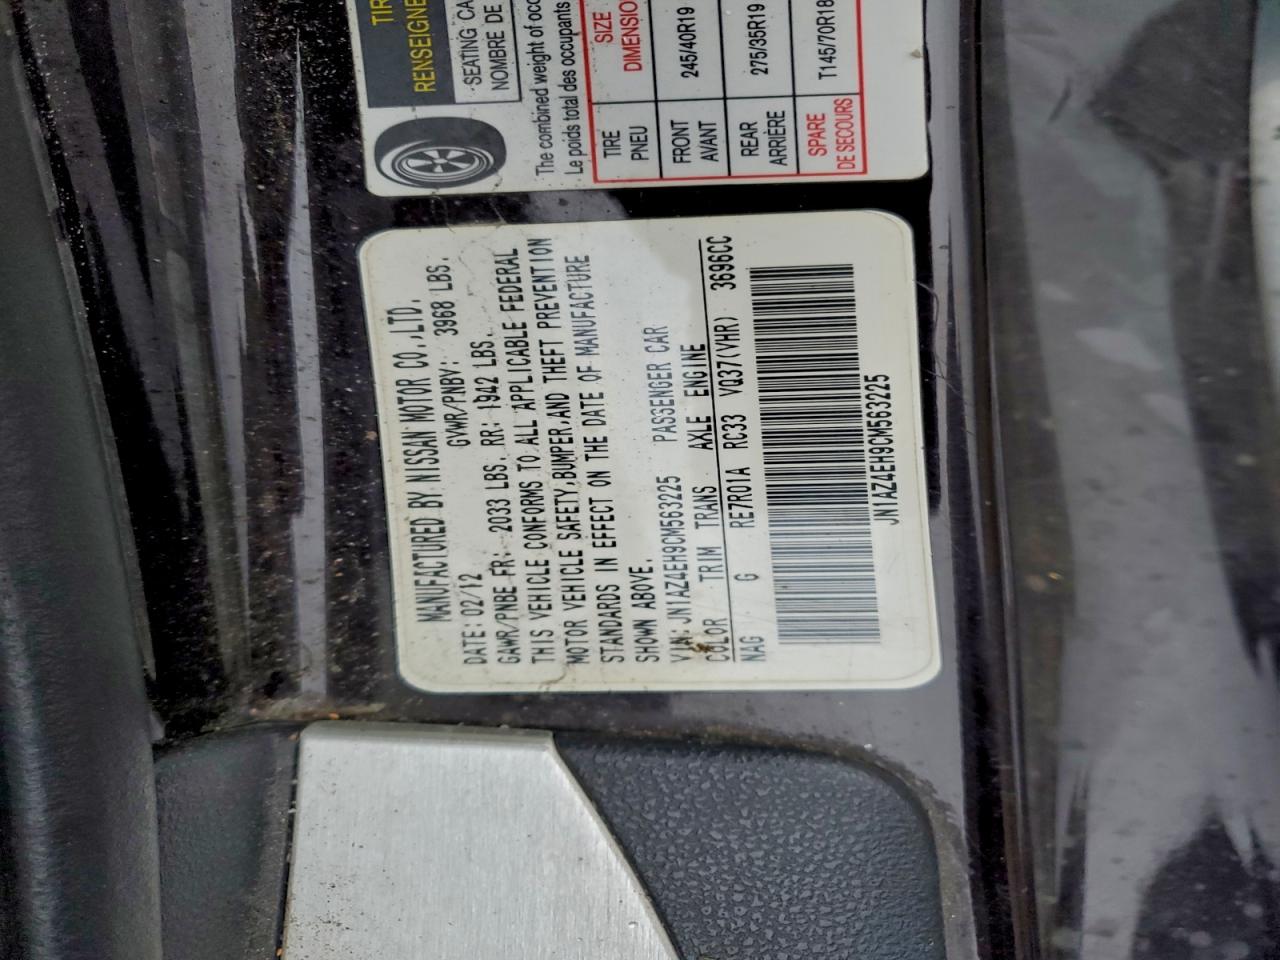 TIR
RENSEIGNE
SEATING CA
NOMBRE DE
The combined weight of occ
Le poids total des occupants
TIRE SIZE
PNEU DIMENSIO
FRONT 245/40R19
AVANT
REAR 275/35R19
ARRIÈRE
SPARE T145/70R18
DE SECOURS
MANUFACTURED BY NISSAN MOTOR CO.,LTD.
DATE: 02/12 GVWR/PNBV: 3968 LBS.
GAWR/PNBE FR: 2033 LBS. RR: 1942 LBS.
THIS VEHICLE CONFORMS TO ALL APPLICABLE FEDERAL
MOTOR VEHICLE SAFETY,BUMPER,AND THEFT PREVENTION
STANDARDS IN EFFECT ON THE DATE OF MANUFACTURE
SHOWN ABOVE.
VIN: JN1AZ4EH9CM563225 PASSENGER CAR
COLOR TRIM TRANS AXLE ENGINE
NAG G RE7R01A RC33 VQ37(VHR) 3696CC
JN1AZ4EH9CM563225